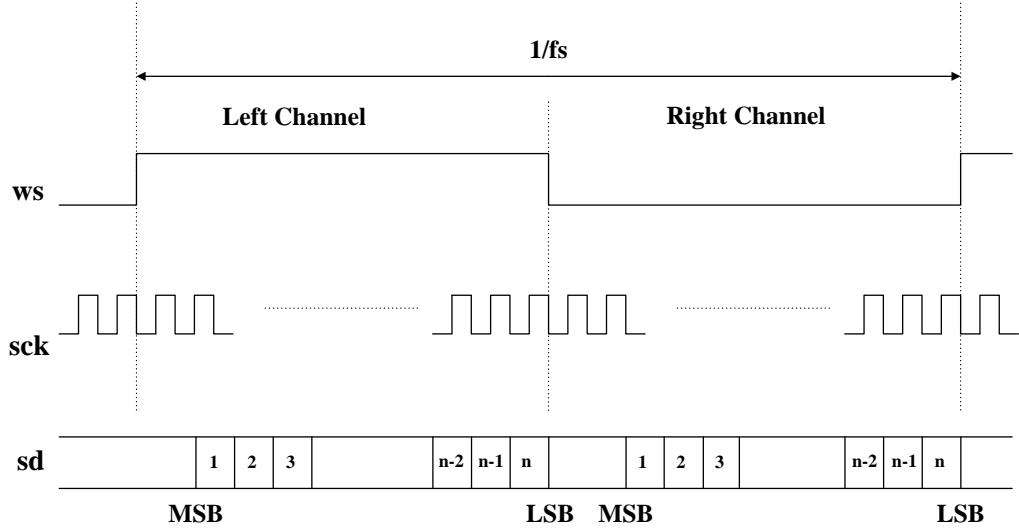 1/fs
Left Channel Right Channel
ws
sck
sd 1 2 3 n-2 n-1 n 1 2 3 n-2 n-1 n
MSB LSB MSB LSB